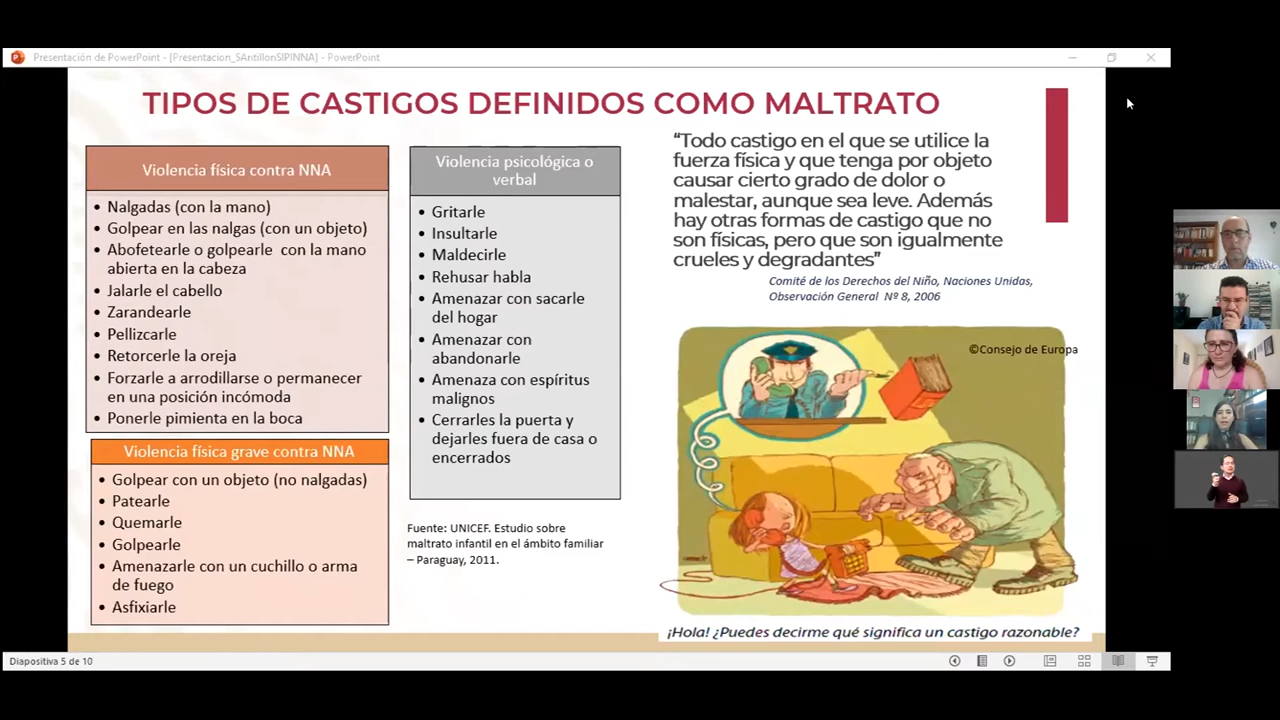 Presentación de PowerPoint - [Presentacion_SAntillonSIPINNA] - PowerPoint
TIPOS DE CASTIGOS DEFINIDOS COMO MALTRATO
Violencia física contra NNA
• Nalgadas (con la mano)
• Golpear en las nalgas (con un objeto)
• Abofetearle o golpearle con la mano
abierta en la cabeza
• Jalarle el cabello
• Zarandearle
• Pellizcarle
• Retorcerle la oreja
• Forzarle a arrodillarse o permanecer
en una posición incómoda
• Ponerle pimienta en la boca
Violencia física grave contra NNA
• Golpear con un objeto (no nalgadas)
• Patearle
• Quemarle
• Golpearle
• Amenazarle con un cuchillo o arma
de fuego
• Asfixiarle
Violencia psicológica o
verbal
• Gritarle
• Insultarle
• Maldecirle
• Rehusar habla
• Amenazar con sacarle
del hogar
• Amenazar con
abandonarle
• Amenaza con espíritus
malignos
• Cerrarles la puerta y
dejarles fuera de casa o
encerrados
Fuente: UNICEF. Estudio sobre
maltrato infantil en el ámbito familiar
– Paraguay, 2011.
“Todo castigo en el que se utilice la
fuerza física y que tenga por objeto
causar cierto grado de dolor o
malestar, aunque sea leve. Además
hay otras formas de castigo que no
son físicas, pero que son igualmente
crueles y degradantes”
Comité de los Derechos del Niño, Naciones Unidas,
Observación General Nº 8, 2006
©Consejo de Europa
¡Hola! ¿Puedes decirme qué significa un castigo razonable?
Diapositiva 5 de 10